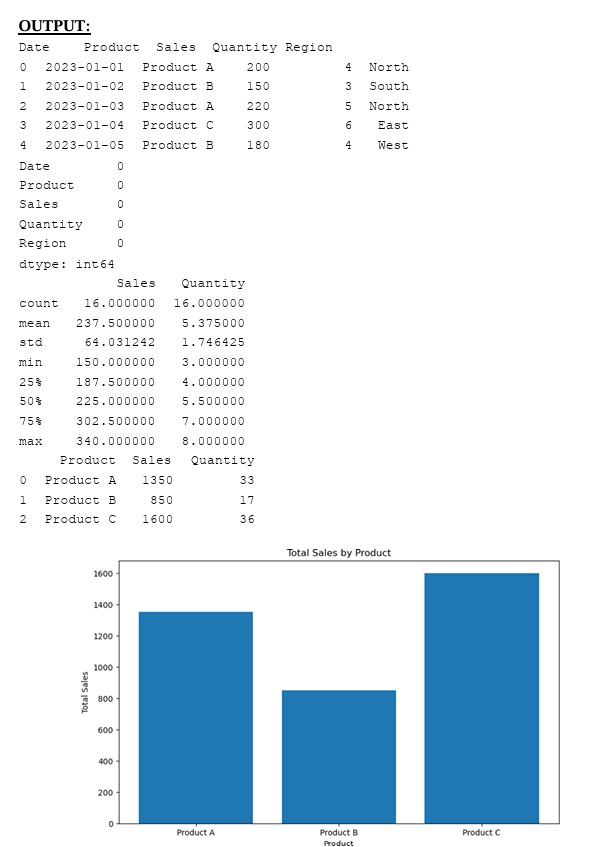 OUTPUT:
Date Product Sales Quantity Region
0 2023-01-01 Product A 200 4 North
1 2023-01-02 Product B 150 3 South
2 2023-01-03 Product A 220 5 North
3 2023-01-04 Product C 300 6 East
4 2023-01-05 Product B 180 4 West
Date 0
Product 0
Sales 0
Quantity 0
Region 0
dtype: int64
Sales Quantity
count 16.000000 16.000000
mean 237.500000 5.375000
std 64.031242 1.746425
min 150.000000 3.000000
25% 187.500000 4.000000
50% 225.000000 5.500000
75% 302.500000 7.000000
max 340.000000 8.000000
Product Sales Quantity
0 Product A 1350 33
1 Product B 850 17
2 Product C 1600 36
Total Sales by Product
1600
1400
1200
1000
800
600
400
200
0
Total Sales
Product A Product B Product C
Product